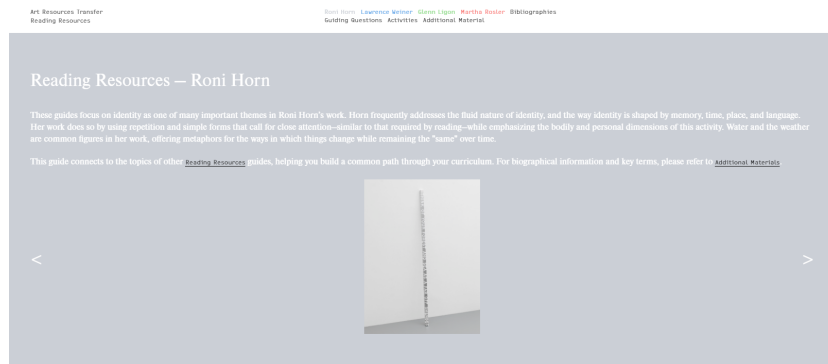 Art Resources Transfer
Reading Resources
Roni Horn Lawrence Weiner Glenn Ligon Martha Rosler Bibliographies
Guiding Questions Activities Additional Material
Reading Resources – Roni Horn
These guides focus on identity as one of many important themes in Roni Horn's work. Horn frequently addresses the fluid nature of identity, and the way identity is shaped by memory, time, place, and language.
Her work does so by using repetition and simple forms that call for close attention–similar to that required by reading–while emphasizing the bodily and personal dimensions of this activity. Water and the weather
are common figures in her work, offering metaphors for the ways in which things change while remaining the "same" over time.
This guide connects to the topics of other Reading Resources guides, helping you build a common path through your curriculum. For biographical information and key terms, please refer to Additional Materials
< >